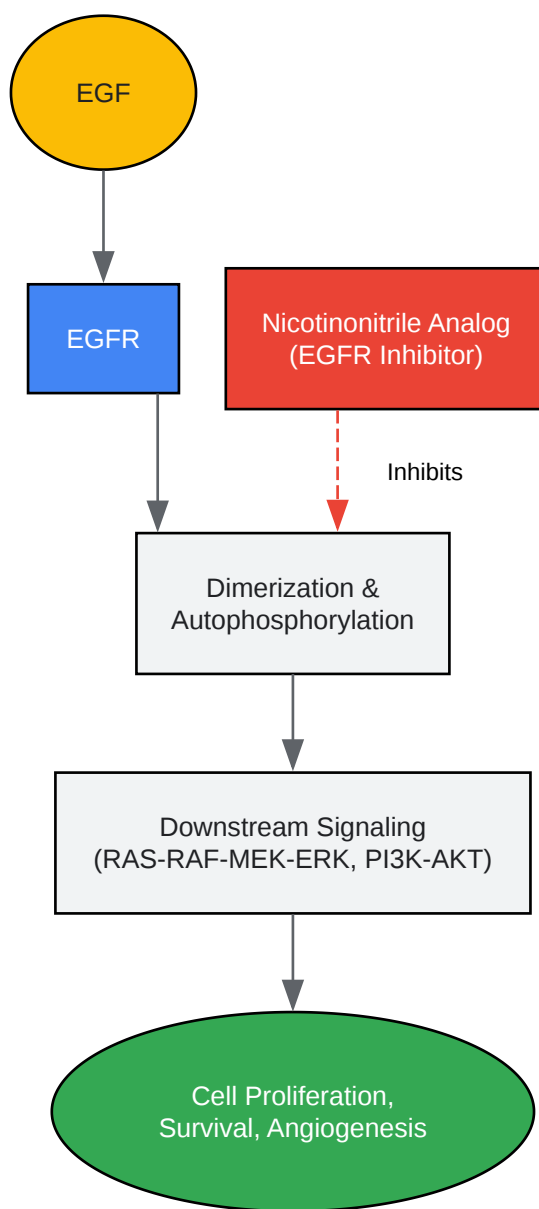 EGF
EGFR
Nicotinonitrile Analog
(EGFR Inhibitor)
Inhibits
Dimerization &
Autophosphorylation
Downstream Signaling
(RAS-RAF-MEK-ERK, PI3K-AKT)
Cell Proliferation,
Survival, Angiogenesis